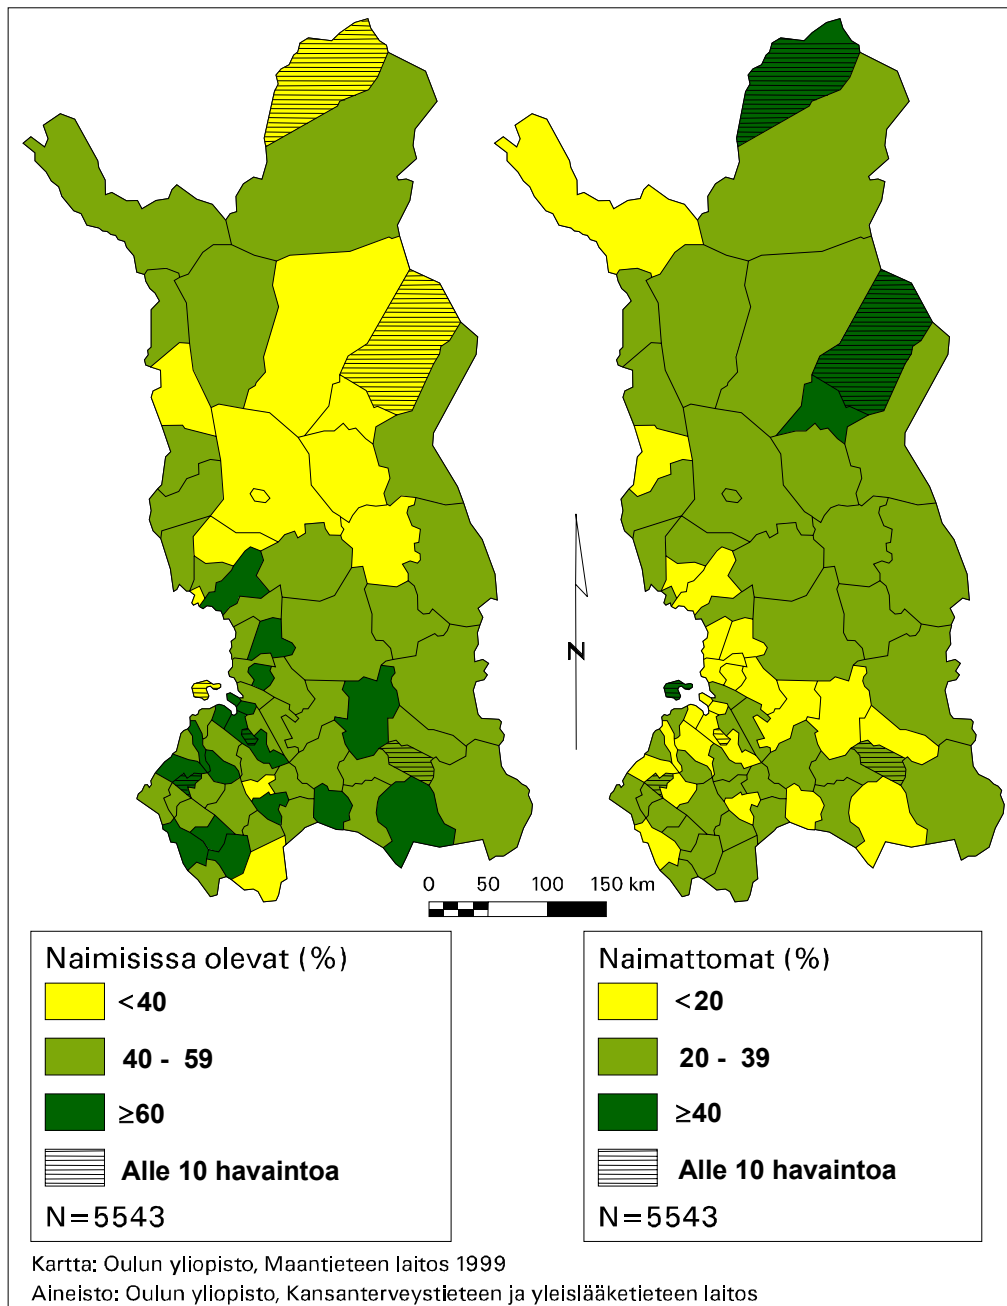 N
0 50 100 150 km
Naimisissa olevat (%)
<40
40 - 59
≥60
Alle 10 havaintoa
N=5543
Naimattomat (%)
<20
20 - 39
≥40
Alle 10 havaintoa
N=5543
Kartta: Oulun yliopisto, Maantieteen laitos 1999
Aineisto: Oulun yliopisto, Kansanterveystieteen ja yleislääketieteen laitos